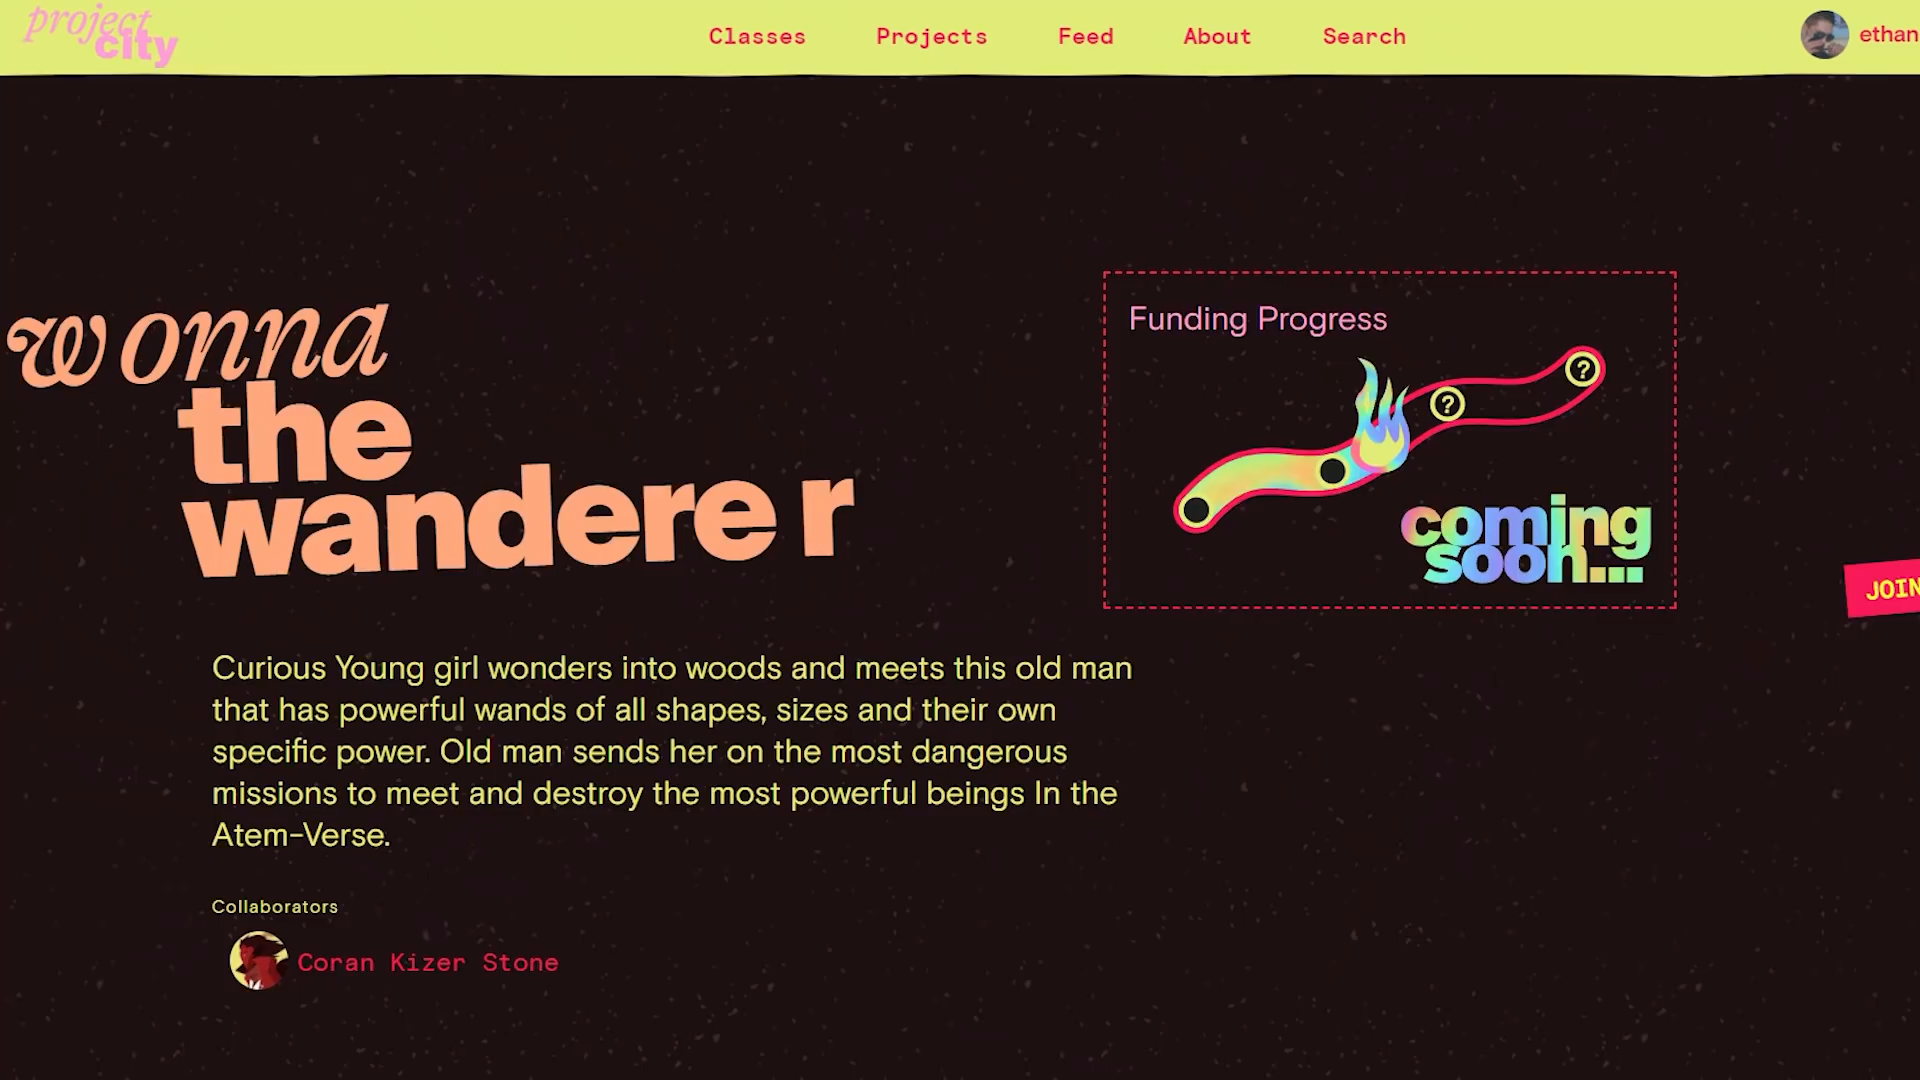 project
city
Classes
Projects
Feed
About
Search
ethan
wonna
the
wanderer
Funding Progress
?
?
coming
soon...
JOIN
Curious Young girl wonders into woods and meets this old man
that has powerful wands of all shapes, sizes and their own
specific power. Old man sends her on the most dangerous
missions to meet and destroy the most powerful beings In the
Atem-Verse.
Collaborators
Coran Kizer Stone